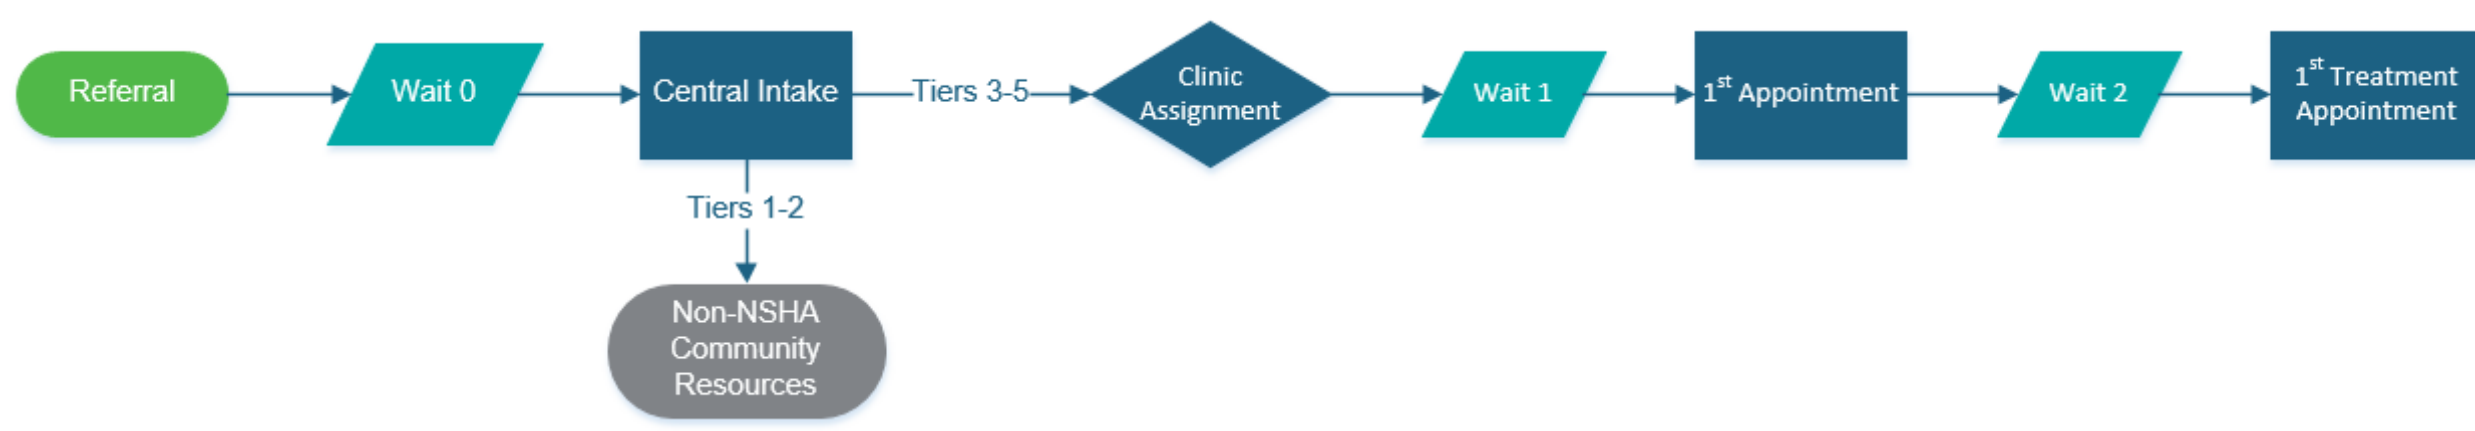 Referral
Wait 0
Central Intake
Tiers 3-5
Clinic
Assignment
Wait 1
1st Appointment
Wait 2
1st Treatment
Appointment
Tiers 1-2
Non-NSHA
Community
Resources